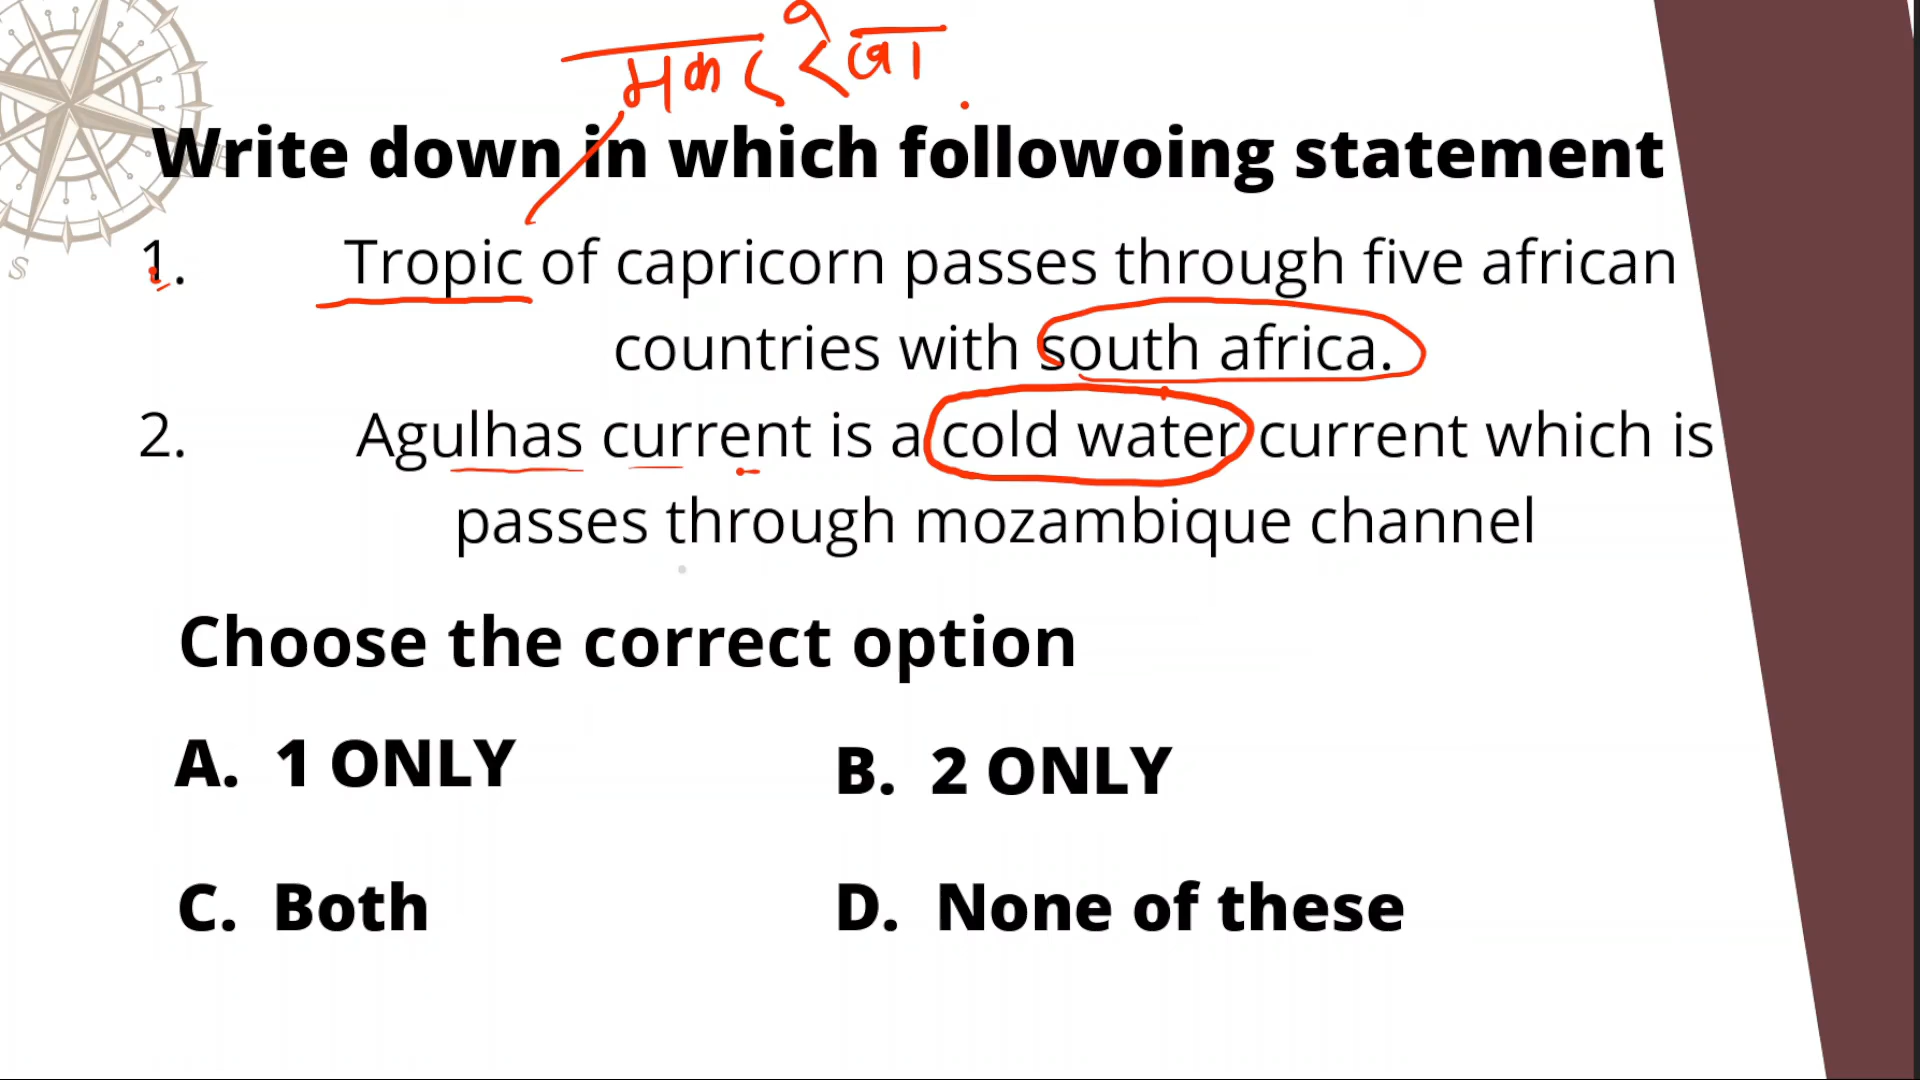 मकर रेखा
Write down in which followoing statement
1. Tropic of capricorn passes through five african
countries with south africa.
2. Agulhas current is a cold water current which is
passes through mozambique channel
Choose the correct option
A. 1 ONLY
B. 2 ONLY
C. Both
D. None of these
S